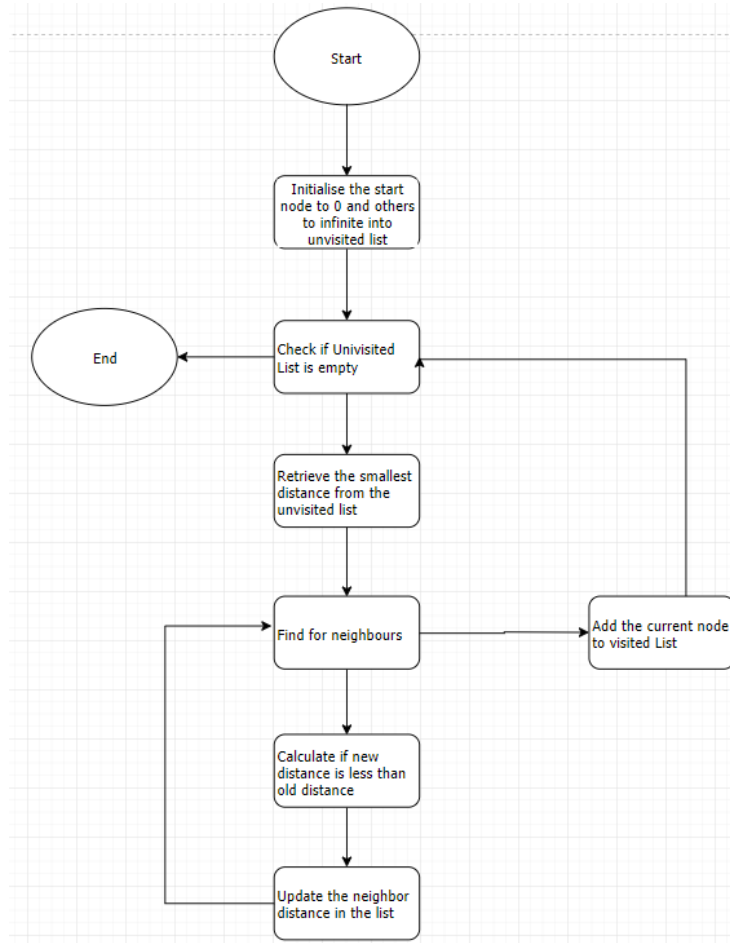 Start
Initialise the start
node to 0 and others
to infinite into
unvisited list
Check if Univisited
List is empty
End
Retrieve the smallest
distance from the
unvisited list
Find for neighbours
Add the current node
to visited List
Calculate if new
distance is less than
old distance
Update the neighbor
distance in the list